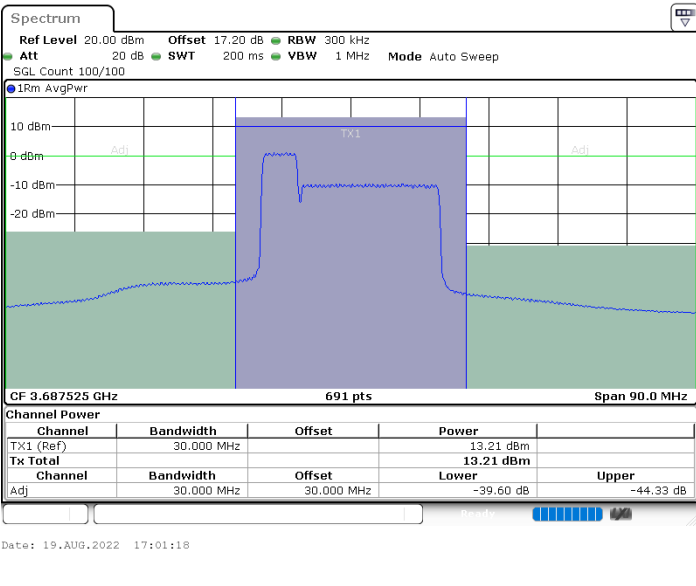 Spectrum
Ref Level 20.00 dBm Offset 17.20 dB RBW 300 kHz
Att 20 dB SWT 200 ms VBW 1 MHz Mode Auto Sweep
SGL Count 100/100
1Rm AvgPwr
10 dBm
TX1
0 dBm Adj Adj
-10 dBm
-20 dBm
CF 3.687525 GHz 691 pts Span 90.0 MHz
Channel Power
Channel Bandwidth Offset Power
TX1 (Ref) 30.000 MHz 13.21 dBm
Tx Total 13.21 dBm
Channel Bandwidth Offset Lower Upper
Adj 30.000 MHz 30.000 MHz -39.60 dB -44.33 dB
Ready
Date: 19.AUG.2022 17:01:18